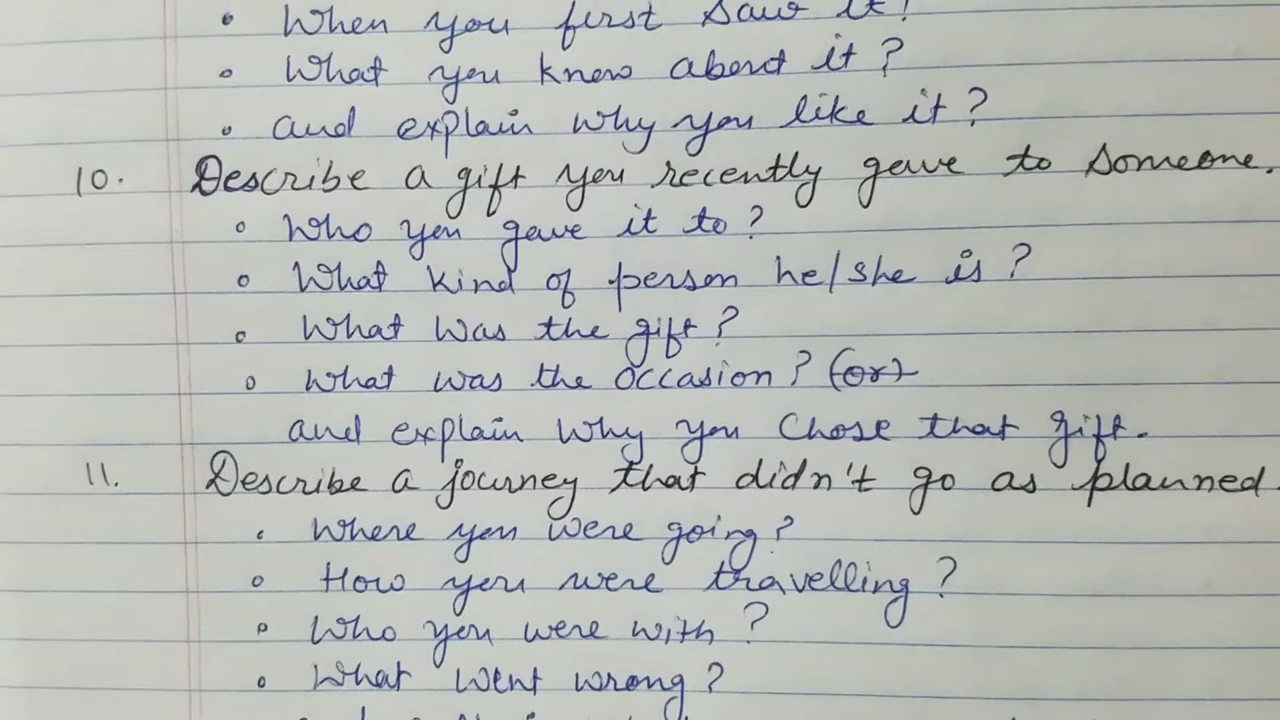 • When you first saw it?
• What you know about it?
• and explain why you like it?
10. Describe a gift you recently gave to someone.
• Who you gave it to?
• What kind of person he/she is?
• What was the gift?
• What was the occasion? (or)
and explain why you chose that gift.
11. Describe a journey that didn't go as planned.
• Where you were going?
• How you were travelling?
• Who you were with?
• What went wrong?